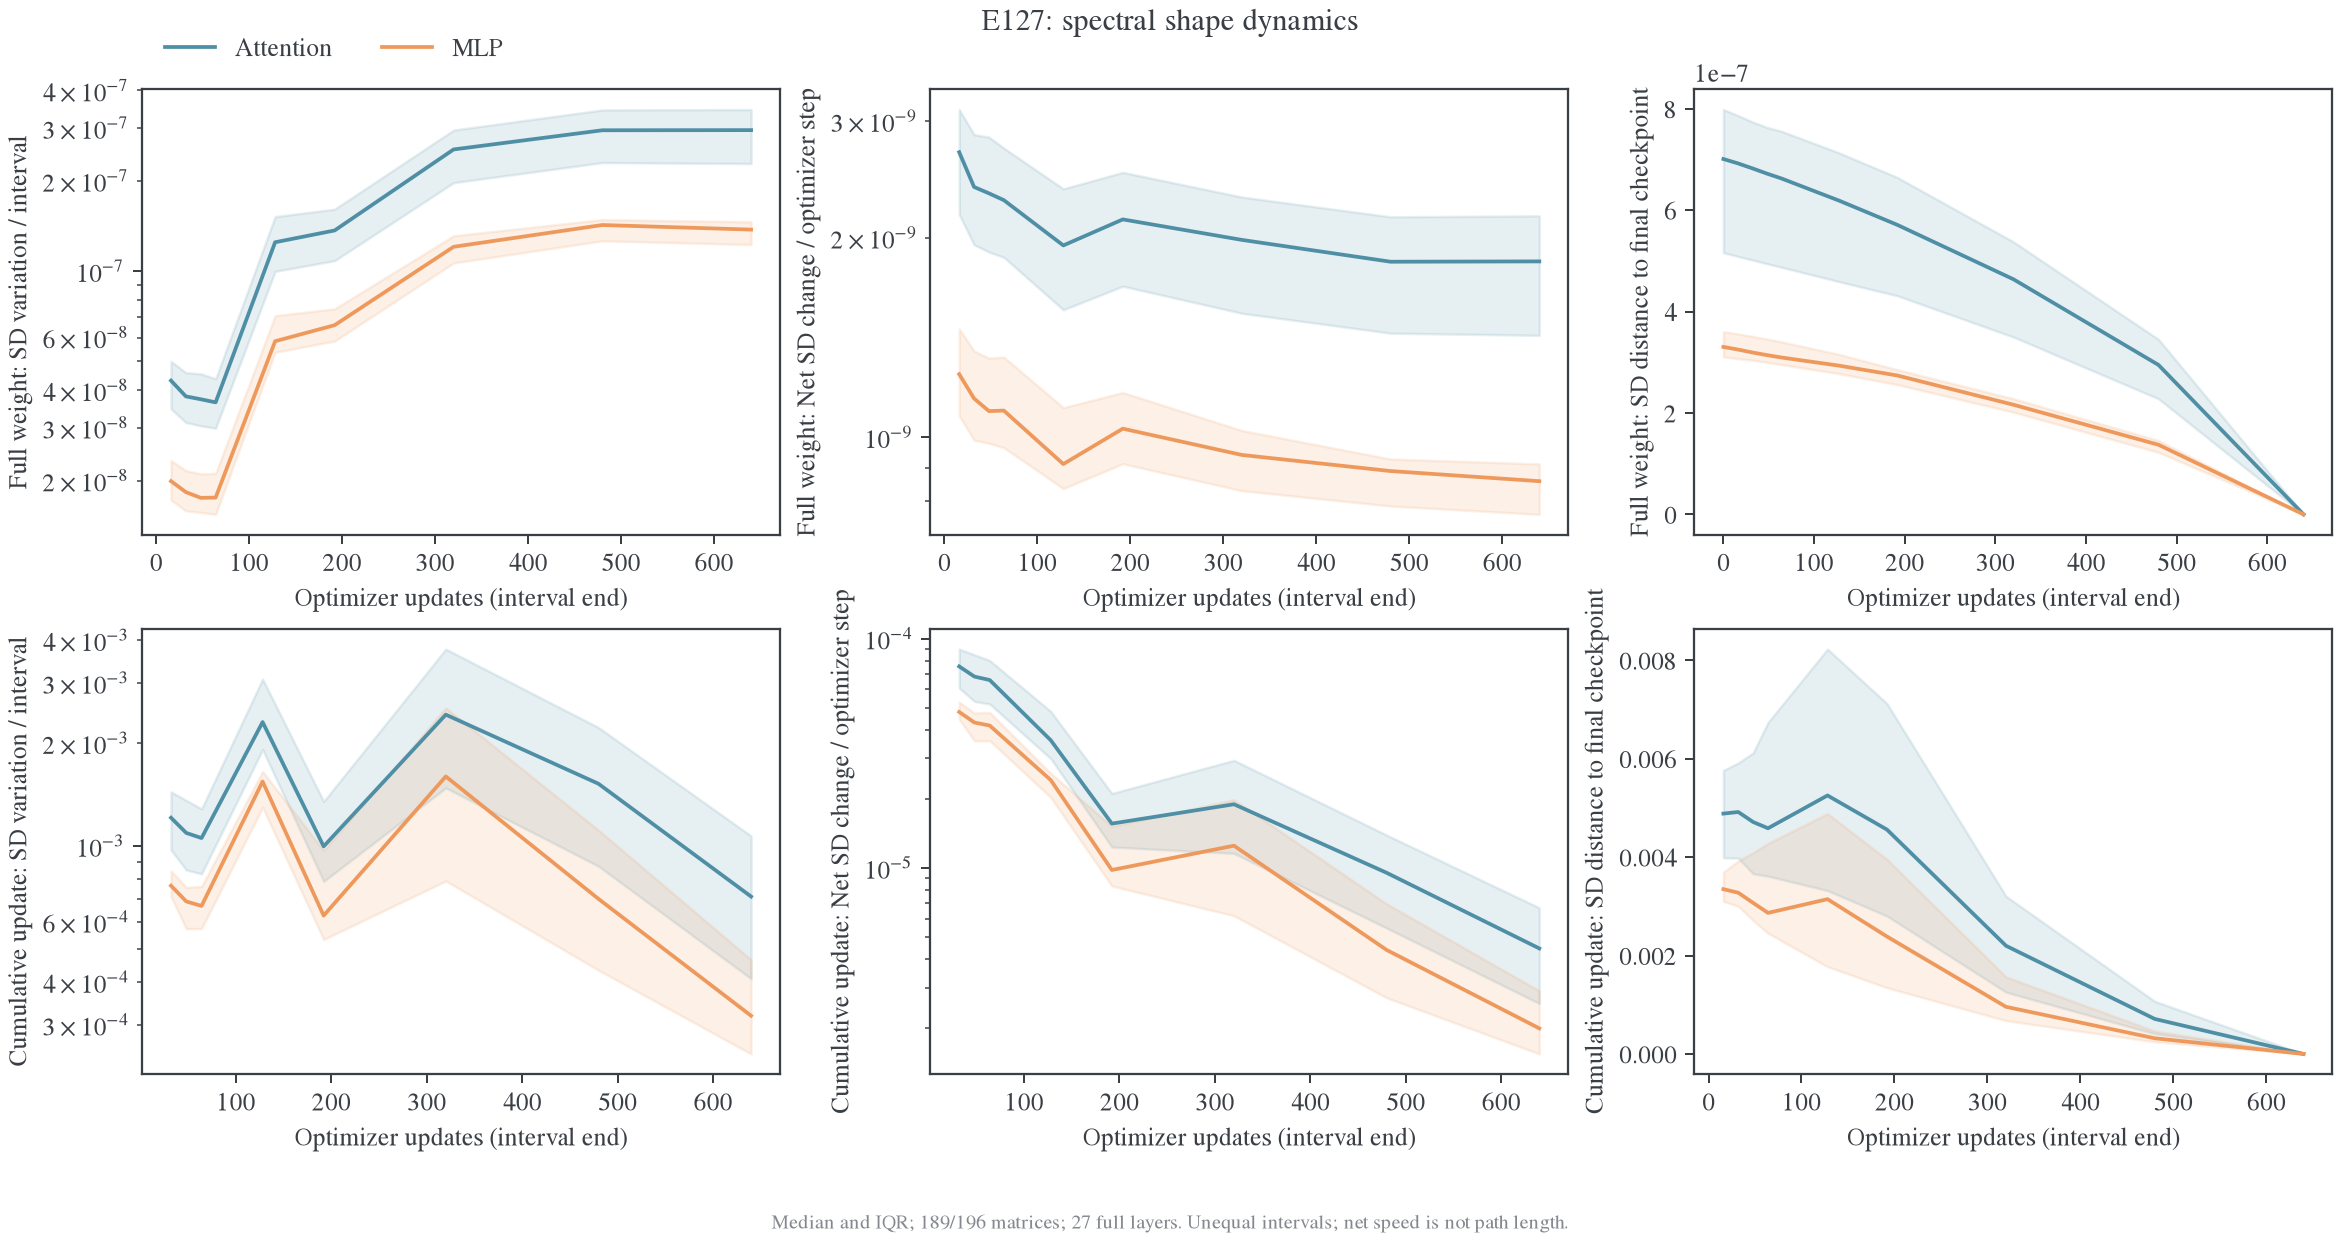 E127: spectral shape dynamics
Attention
MLP
Full weight: SD variation / interval
4 × 10⁻⁷
3 × 10⁻⁷
2 × 10⁻⁷
10⁻⁷
6 × 10⁻⁸
4 × 10⁻⁸
3 × 10⁻⁸
2 × 10⁻⁸
0 100 200 300 400 500 600
Optimizer updates (interval end)
Full weight: Net SD change / optimizer step
3 × 10⁻⁹
2 × 10⁻⁹
10⁻⁹
0 100 200 300 400 500 600
Optimizer updates (interval end)
Full weight: SD distance to final checkpoint
1e−7
8
6
4
2
0
0 100 200 300 400 500 600
Optimizer updates (interval end)
Cumulative update: SD variation / interval
4 × 10⁻³
3 × 10⁻³
2 × 10⁻³
10⁻³
6 × 10⁻⁴
4 × 10⁻⁴
3 × 10⁻⁴
100 200 300 400 500 600
Optimizer updates (interval end)
Cumulative update: Net SD change / optimizer step
10⁻⁴
10⁻⁵
100 200 300 400 500 600
Optimizer updates (interval end)
Cumulative update: SD distance to final checkpoint
0.008
0.006
0.004
0.002
0.000
0 100 200 300 400 500 600
Optimizer updates (interval end)
Median and IQR; 189/196 matrices; 27 full layers. Unequal intervals; net speed is not path length.